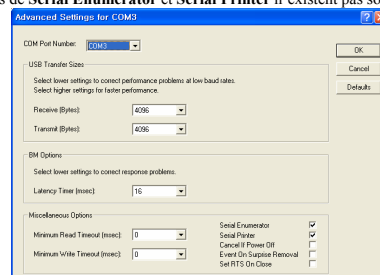 s de Serial Enumerator et Serial Printer n'existent pas so
Advanced Settings for COM3
COM Port Number: COM3
OK
Cancel
Defaults
USB Transfer Sizes
Select lower settings to correct performance problems at low baud rates.
Select higher settings for faster performance.
Receive (Bytes): 4096
Transmit (Bytes): 4096
BM Options
Select lower settings to correct response problems.
Latency Timer (msec): 16
Miscellaneous Options
Minimum Read Timeout (msec): 0
Minimum Write Timeout (msec): 0
Serial Enumerator
Serial Printer
Cancel If Power Off
Event On Surprise Removal
Set RTS On Close